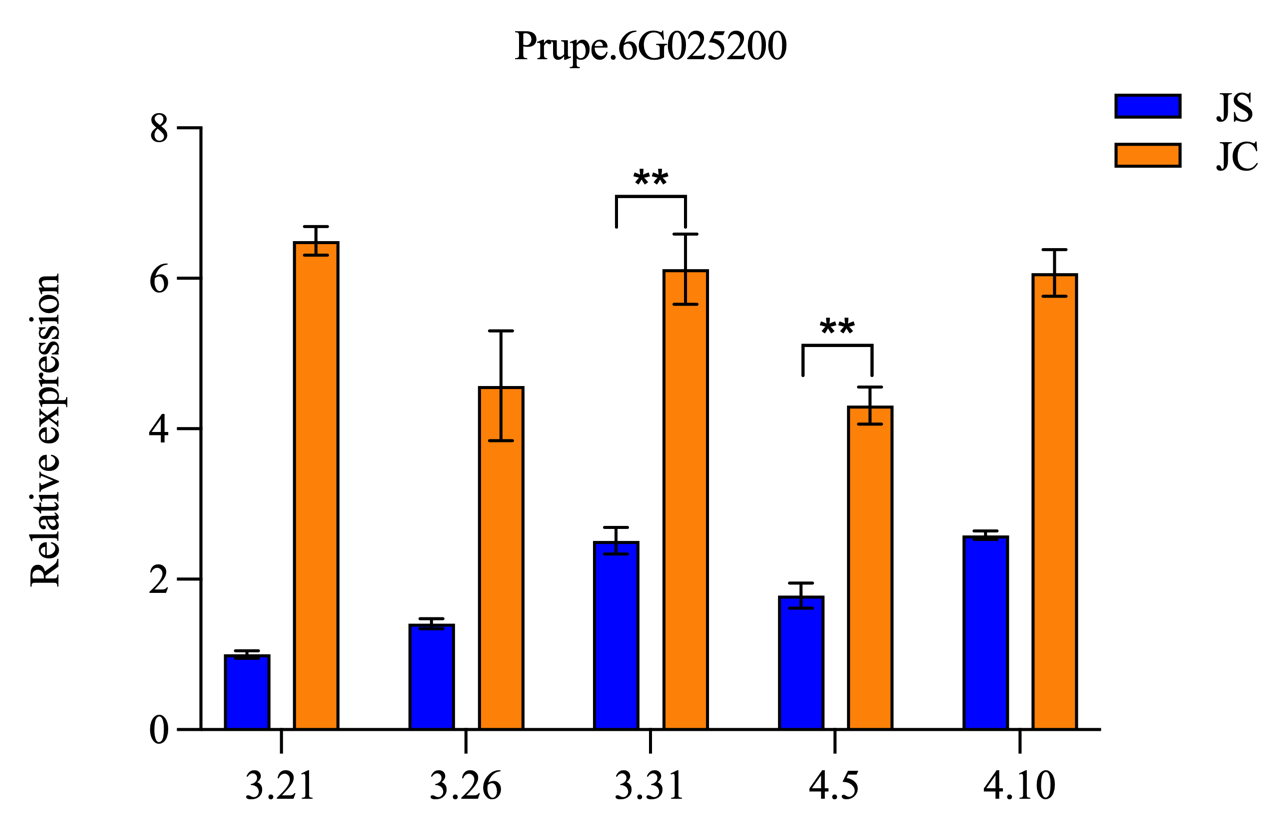 Prupe.6G025200
JS
JC
Relative expression
8
6
4
2
0
**
**
3.21 3.26 3.31 4.5 4.10